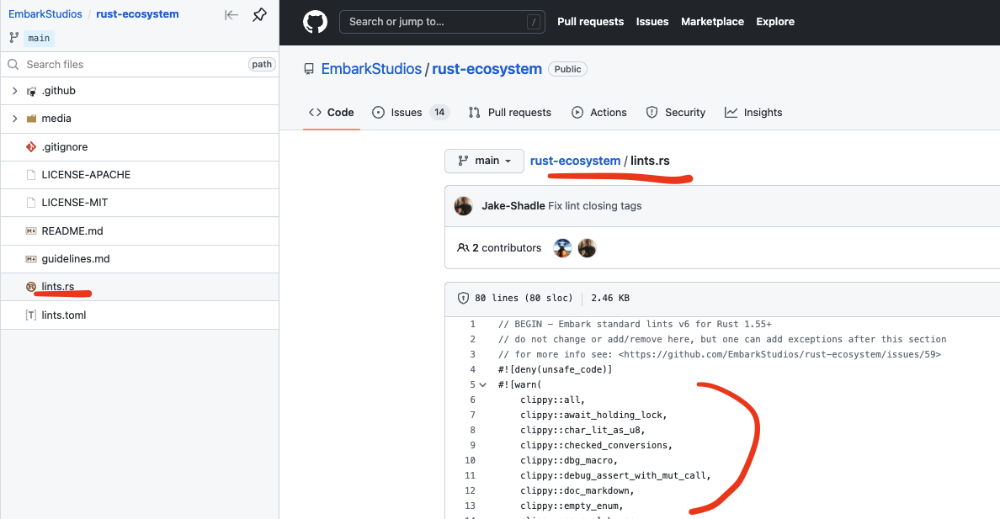 EmbarkStudios / rust-ecosystem
main
Search files
path
.github
media
.gitignore
LICENSE-APACHE
LICENSE-MIT
README.md
guidelines.md
lints.rs
[T] lints.toml
Search or jump to... /
Pull requests Issues Marketplace Explore
EmbarkStudios / rust-ecosystem Public
Code Issues 14 Pull requests Actions Security Insights
main rust-ecosystem / lints.rs
Jake-Shadle Fix lint closing tags
2 contributors
80 lines (80 sloc) 2.46 KB
1 // BEGIN - Embark standard lints v6 for Rust 1.55+
2 // do not change or add/remove here, but one can add exceptions after this section
3 // for more info see: <https://github.com/EmbarkStudios/rust-ecosystem/issues/59>
4 #![deny(unsafe_code)]
5 #![warn(
6 clippy::all,
7 clippy::await_holding_lock,
8 clippy::char_lit_as_u8,
9 clippy::checked_conversions,
10 clippy::dbg_macro,
11 clippy::debug_assert_with_mut_call,
12 clippy::doc_markdown,
13 clippy::empty_enum,